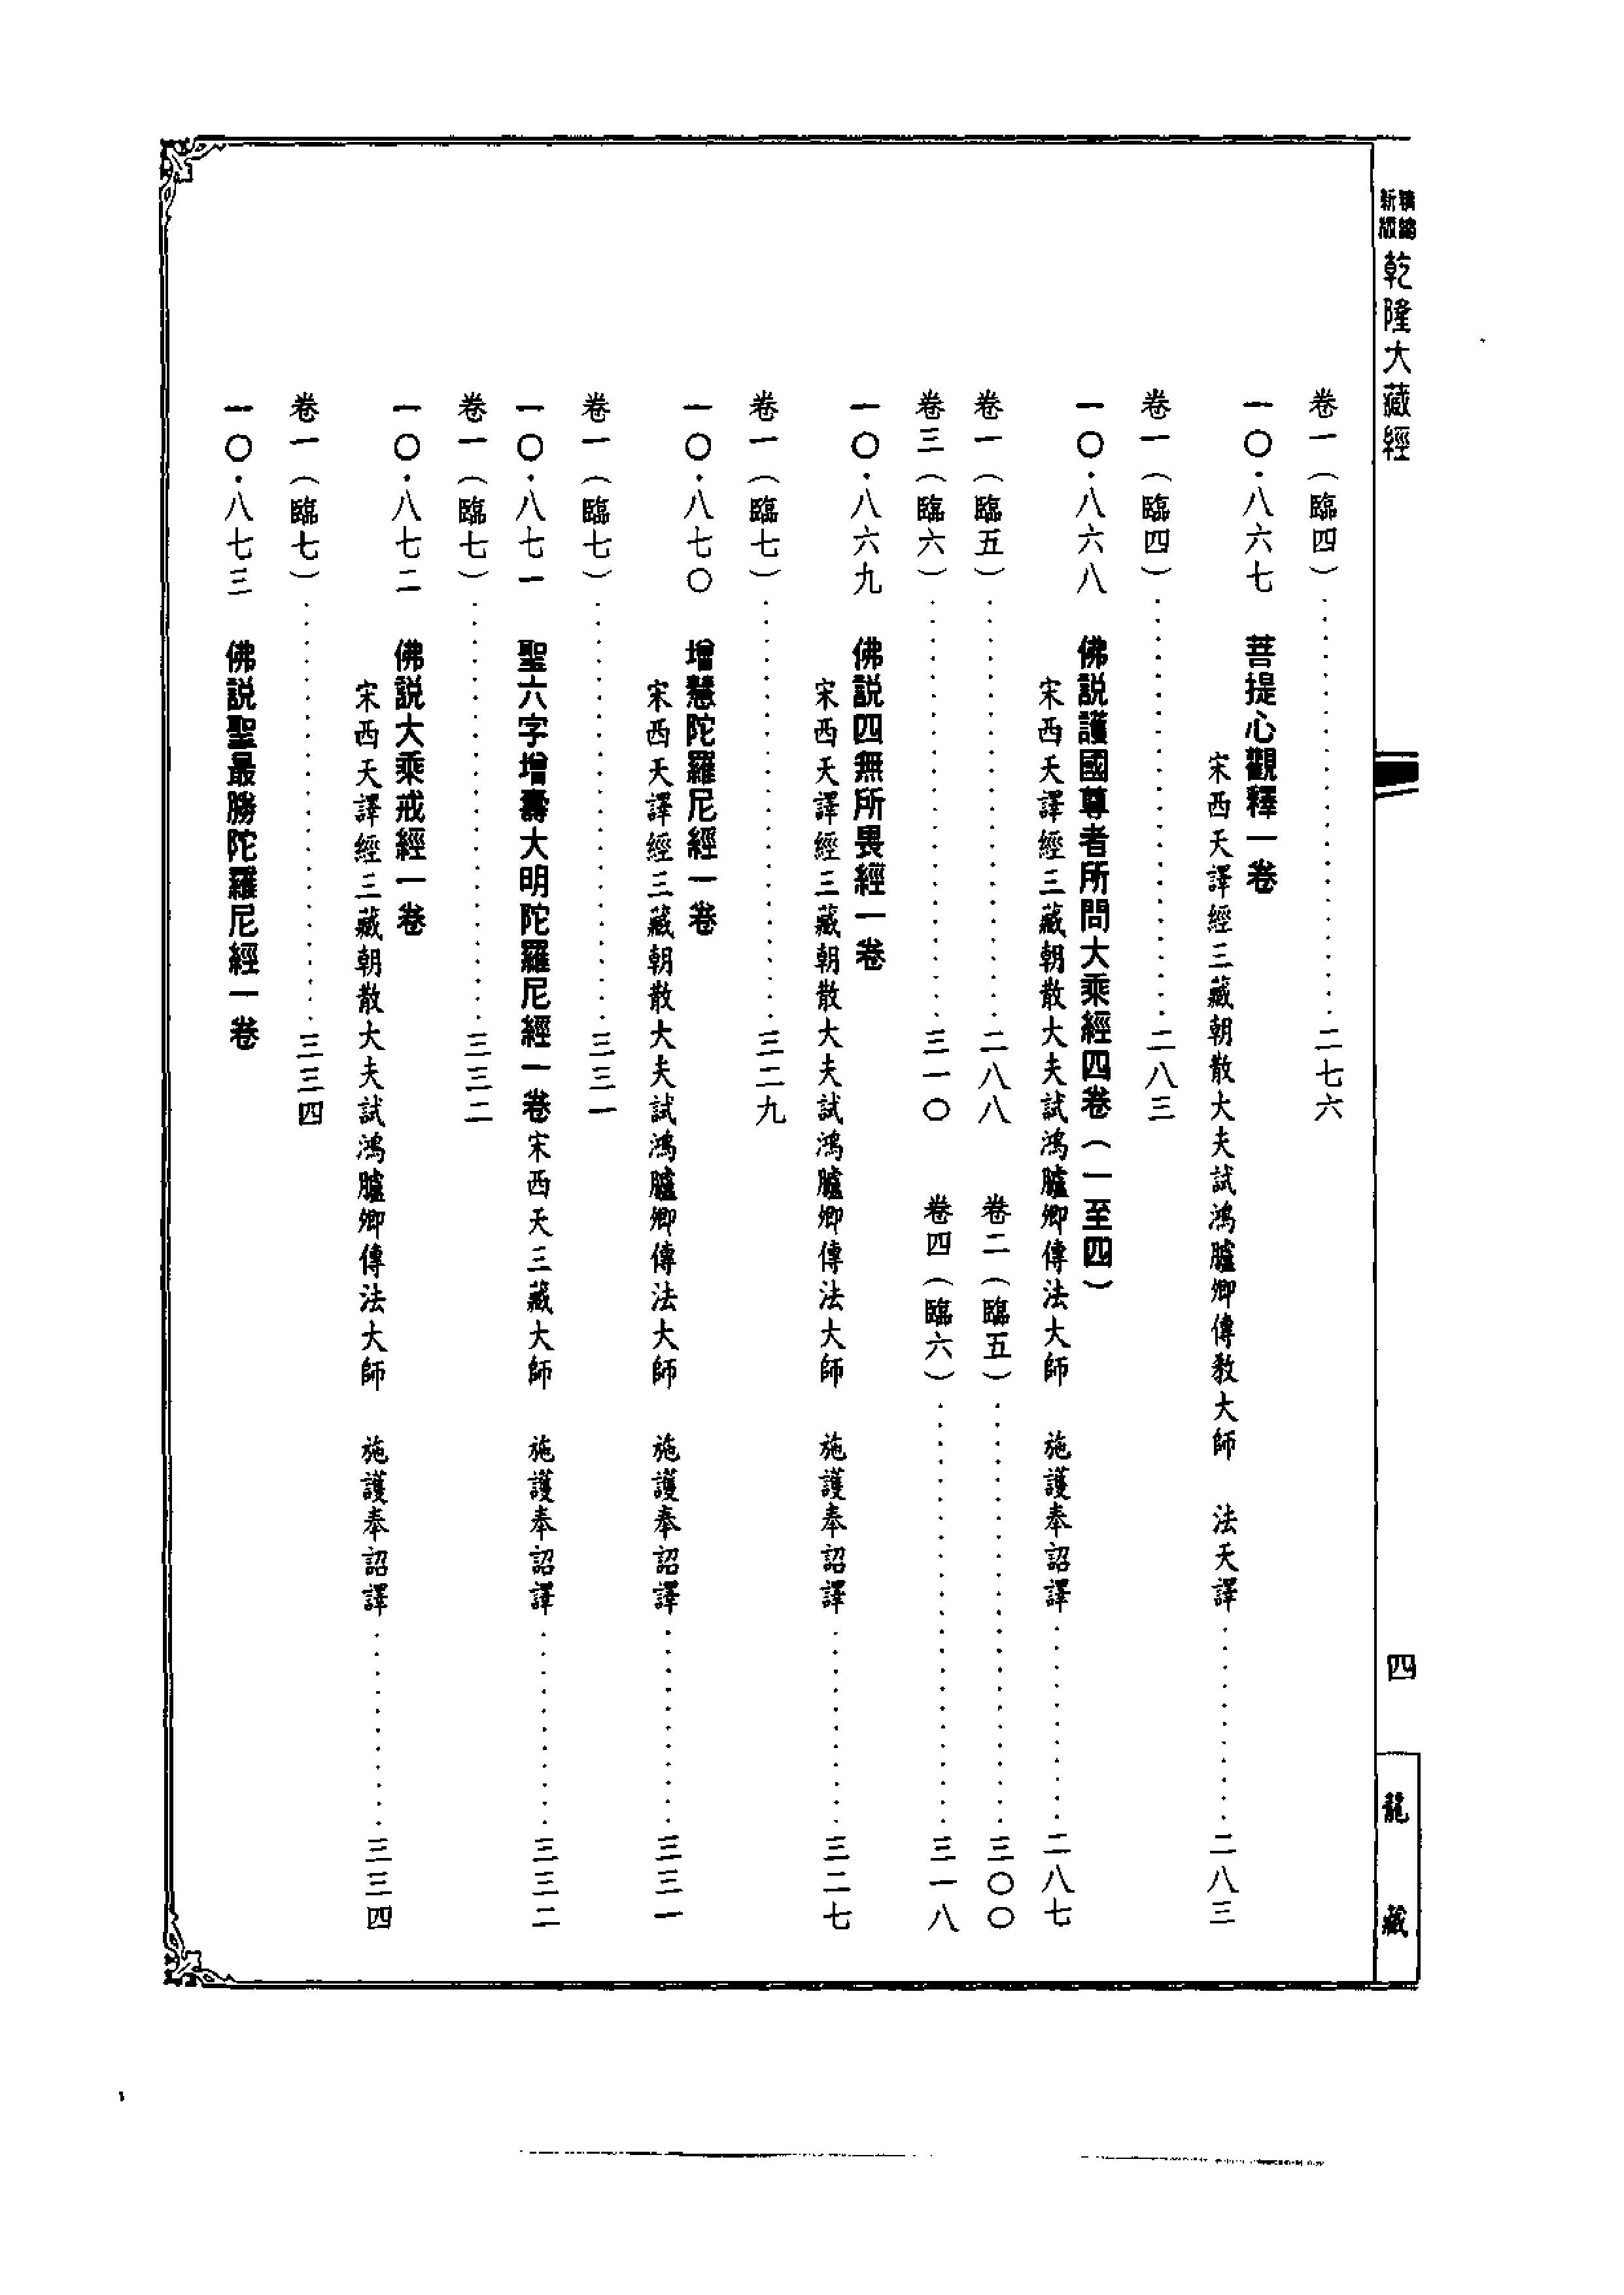 新版 精縮 乾隆大藏經
四
龍藏
卷一（臨四）‥‥‥‥‥‥‥‥二七六
一〇·八六七　菩提心觀釋一卷
宋西天譯經三藏朝散大夫試鴻臚卿傳教大師　法天譯‥‥‥‥二八三
卷一（臨四）‥‥‥‥‥‥‥‥二八三
一〇·八六八　佛説護國尊者所問大乘經四卷（一至四）
宋西天譯經三藏朝散大夫試鴻臚卿傳法大師　施護奉詔譯‥‥‥‥二八七
卷一（臨五）‥‥‥‥‥‥‥‥二八八　卷二（臨五）‥‥‥‥‥‥‥‥三〇〇
卷三（臨六）‥‥‥‥‥‥‥‥三一〇　卷四（臨六）‥‥‥‥‥‥‥‥三一八
一〇·八六九　佛説四無所畏經一卷
宋西天譯經三藏朝散大夫試鴻臚卿傳法大師　施護奉詔譯‥‥‥‥三二七
卷一（臨七）‥‥‥‥‥‥‥‥三二九
一〇·八七〇　增慧陀羅尼經一卷
宋西天譯經三藏朝散大夫試鴻臚卿傳法大師　施護奉詔譯‥‥‥‥三三一
卷一（臨七）‥‥‥‥‥‥‥‥三三一
一〇·八七一　聖六字增壽大明陀羅尼經一卷宋西天三藏大師　施護奉詔譯‥‥‥‥三三二
卷一（臨七）‥‥‥‥‥‥‥‥三三二
一〇·八七二　佛説大乘戒經一卷
宋西天譯經三藏朝散大夫試鴻臚卿傳法大師　施護奉詔譯‥‥‥‥三三四
卷一（臨七）‥‥‥‥‥‥‥‥三三四
一〇·八七三　佛説聖最勝陀羅尼經一卷